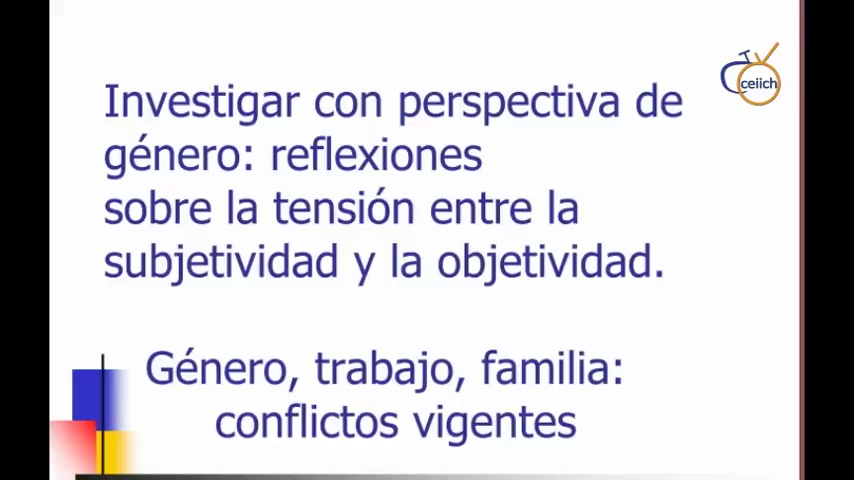 ceiich
Investigar con perspectiva de
género: reflexiones
sobre la tensión entre la
subjetividad y la objetividad.
Género, trabajo, familia:
conflictos vigentes